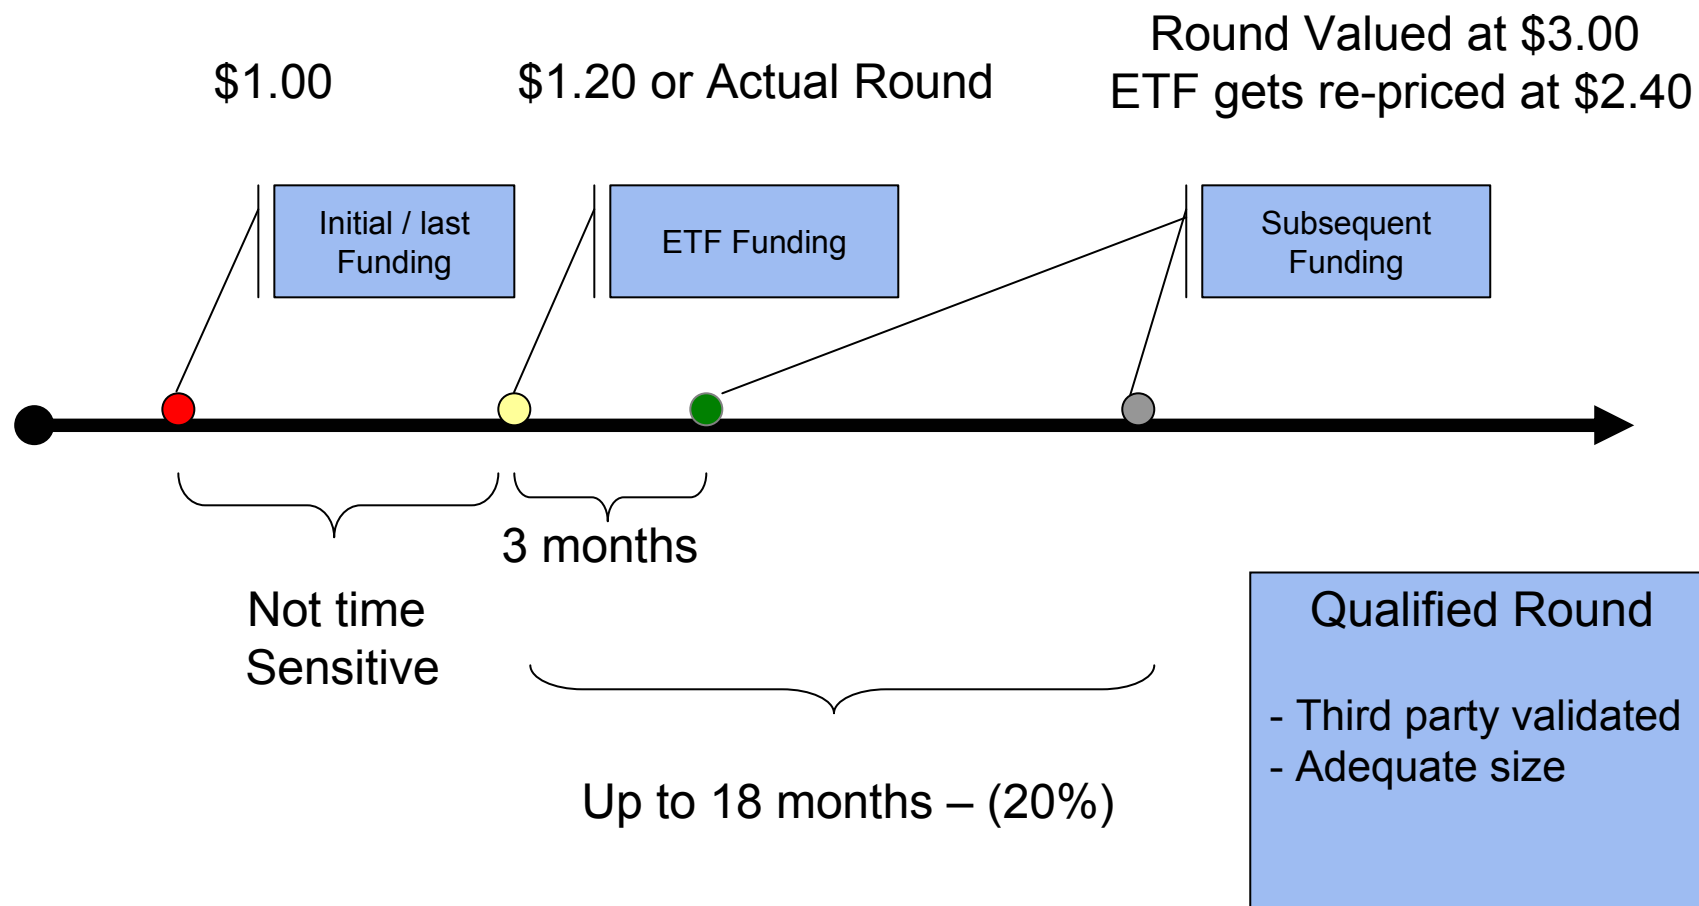 $1.00
$1.20 or Actual Round
Round Valued at $3.00
ETF gets re-priced at $2.40
Initial / last
Funding
ETF Funding
Subsequent
Funding
3 months
Not time
Sensitive
Up to 18 months – (20%)
Qualified Round
- Third party validated
- Adequate size